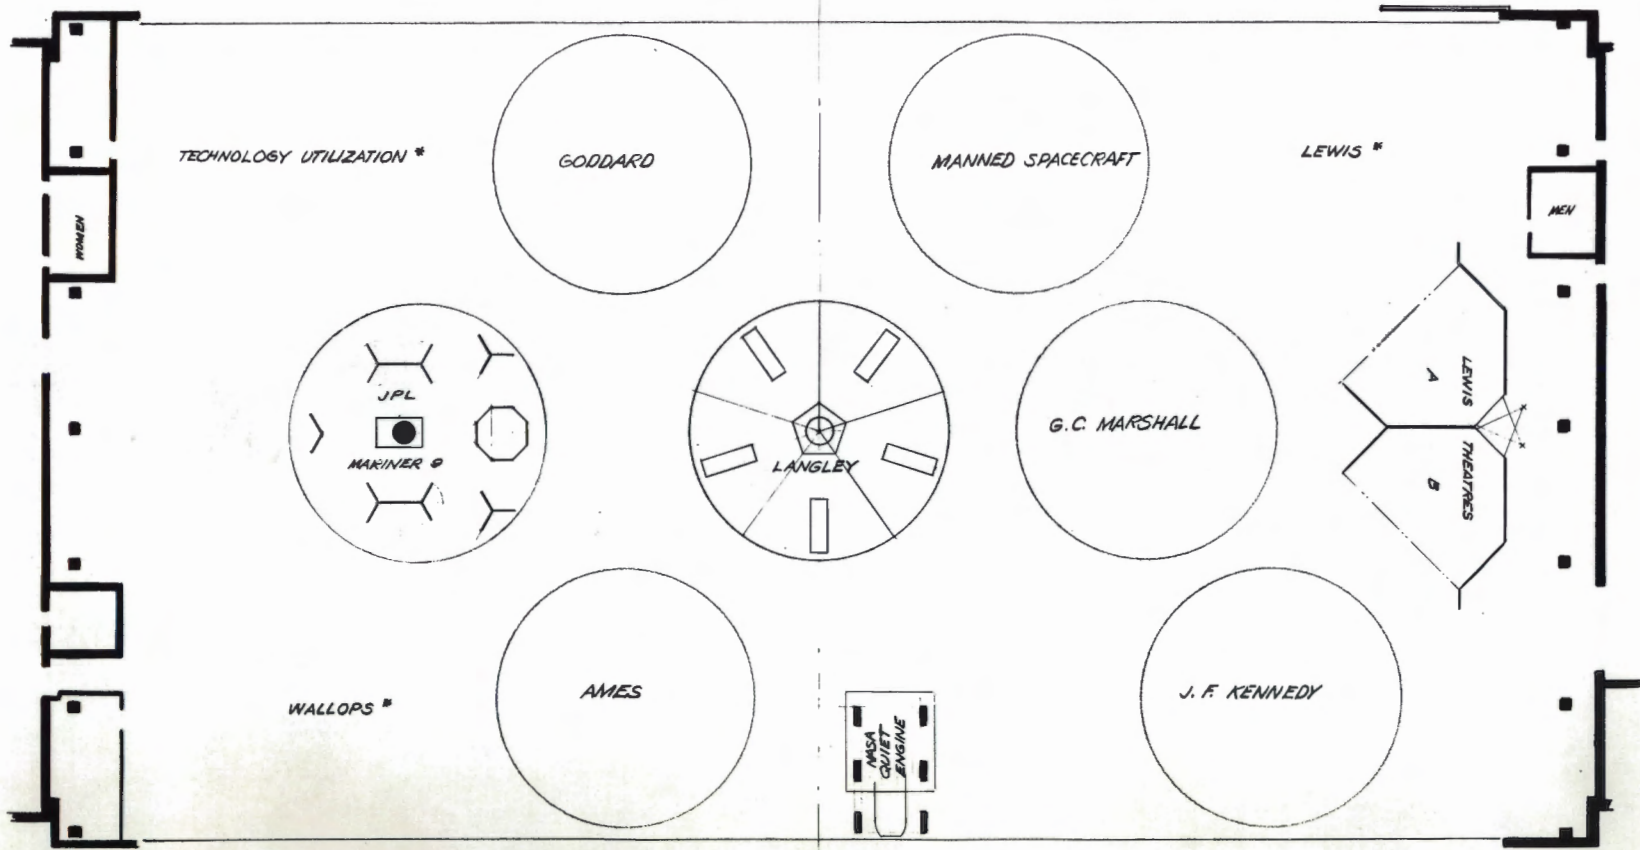 TECHNOLOGY UTILIZATION *
GODDARD
MANNED SPACECRAFT
LEWIS *
WOMEN
MEN
JPL
MARINER 9
LANGLEY
G.C. MARSHALL
LEWIS
THEATRES
A
B
WALLOPS *
AMES
NASA
QUIET
ENGINE
J. F. KENNEDY